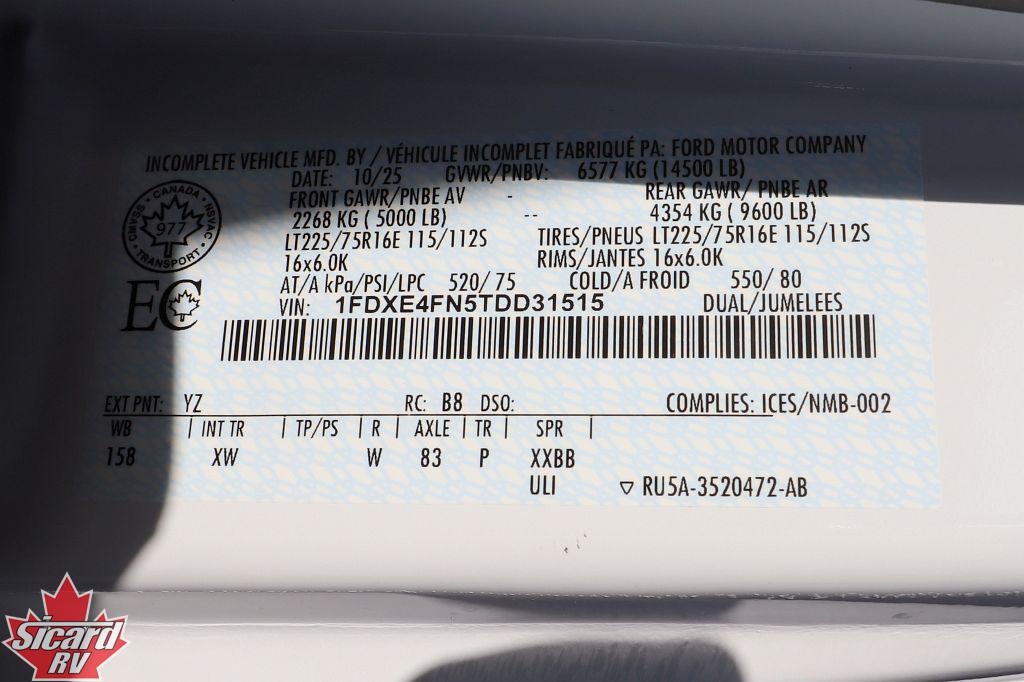 INCOMPLETE VEHICLE MFD. BY / VÉHICULE INCOMPLET FABRIQUÉ PA: FORD MOTOR COMPANY
DATE: 10/25 GVWR/PNBV: 6577 KG (14500 LB)
FRONT GAWR/PNBE AV - REAR GAWR/ PNBE AR
2268 KG ( 5000 LB) -- 4354 KG ( 9600 LB)
LT225/75R16E 115/112S TIRES/PNEUS LT225/75R16E 115/112S
16x6.0K RIMS/JANTES 16x6.0K
AT/A kPa/PSI/LPC 520/ 75 COLD/A FROID 550/ 80
VIN: 1FDXE4FN5TDD31515 DUAL/JUMELEES
CANADA
NSVAC
977
CMVSS
TRANSPORT
EC
EXT PNT: YZ RC: B8 DSO: COMPLIES: ICES/NMB-002
WB | INT TR | TP/PS | R | AXLE | TR | SPR |
158 XW W 83 P XXBB
ULI ▽ RU5A-3520472-AB
Sicard
RV